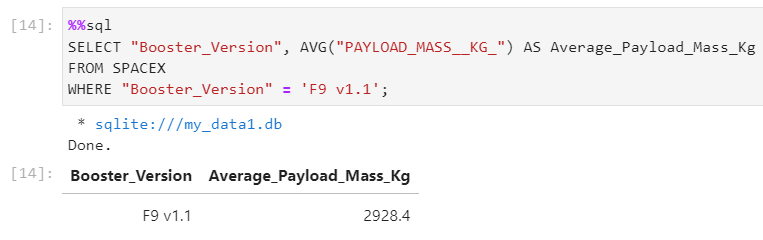 [14]: %%sql
SELECT "Booster_Version", AVG("PAYLOAD_MASS__KG_") AS Average_Payload_Mass_Kg
FROM SPACEX
WHERE "Booster_Version" = 'F9 v1.1';
* sqlite:///my_data1.db
Done.
[14]: Booster_Version Average_Payload_Mass_Kg
F9 v1.1 2928.4